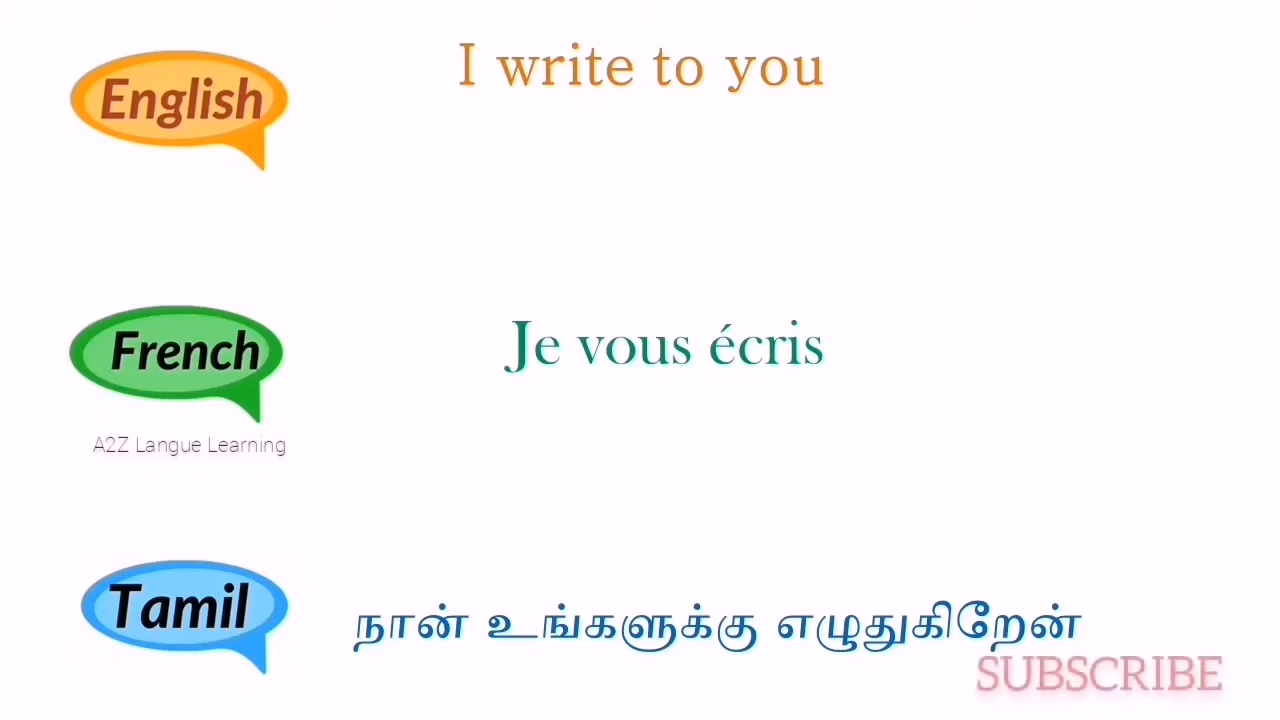 English
I write to you
French
Je vous écris
A2Z Langue Learning
Tamil
நான் உங்களுக்கு எழுதுகிறேன்
SUBSCRIBE